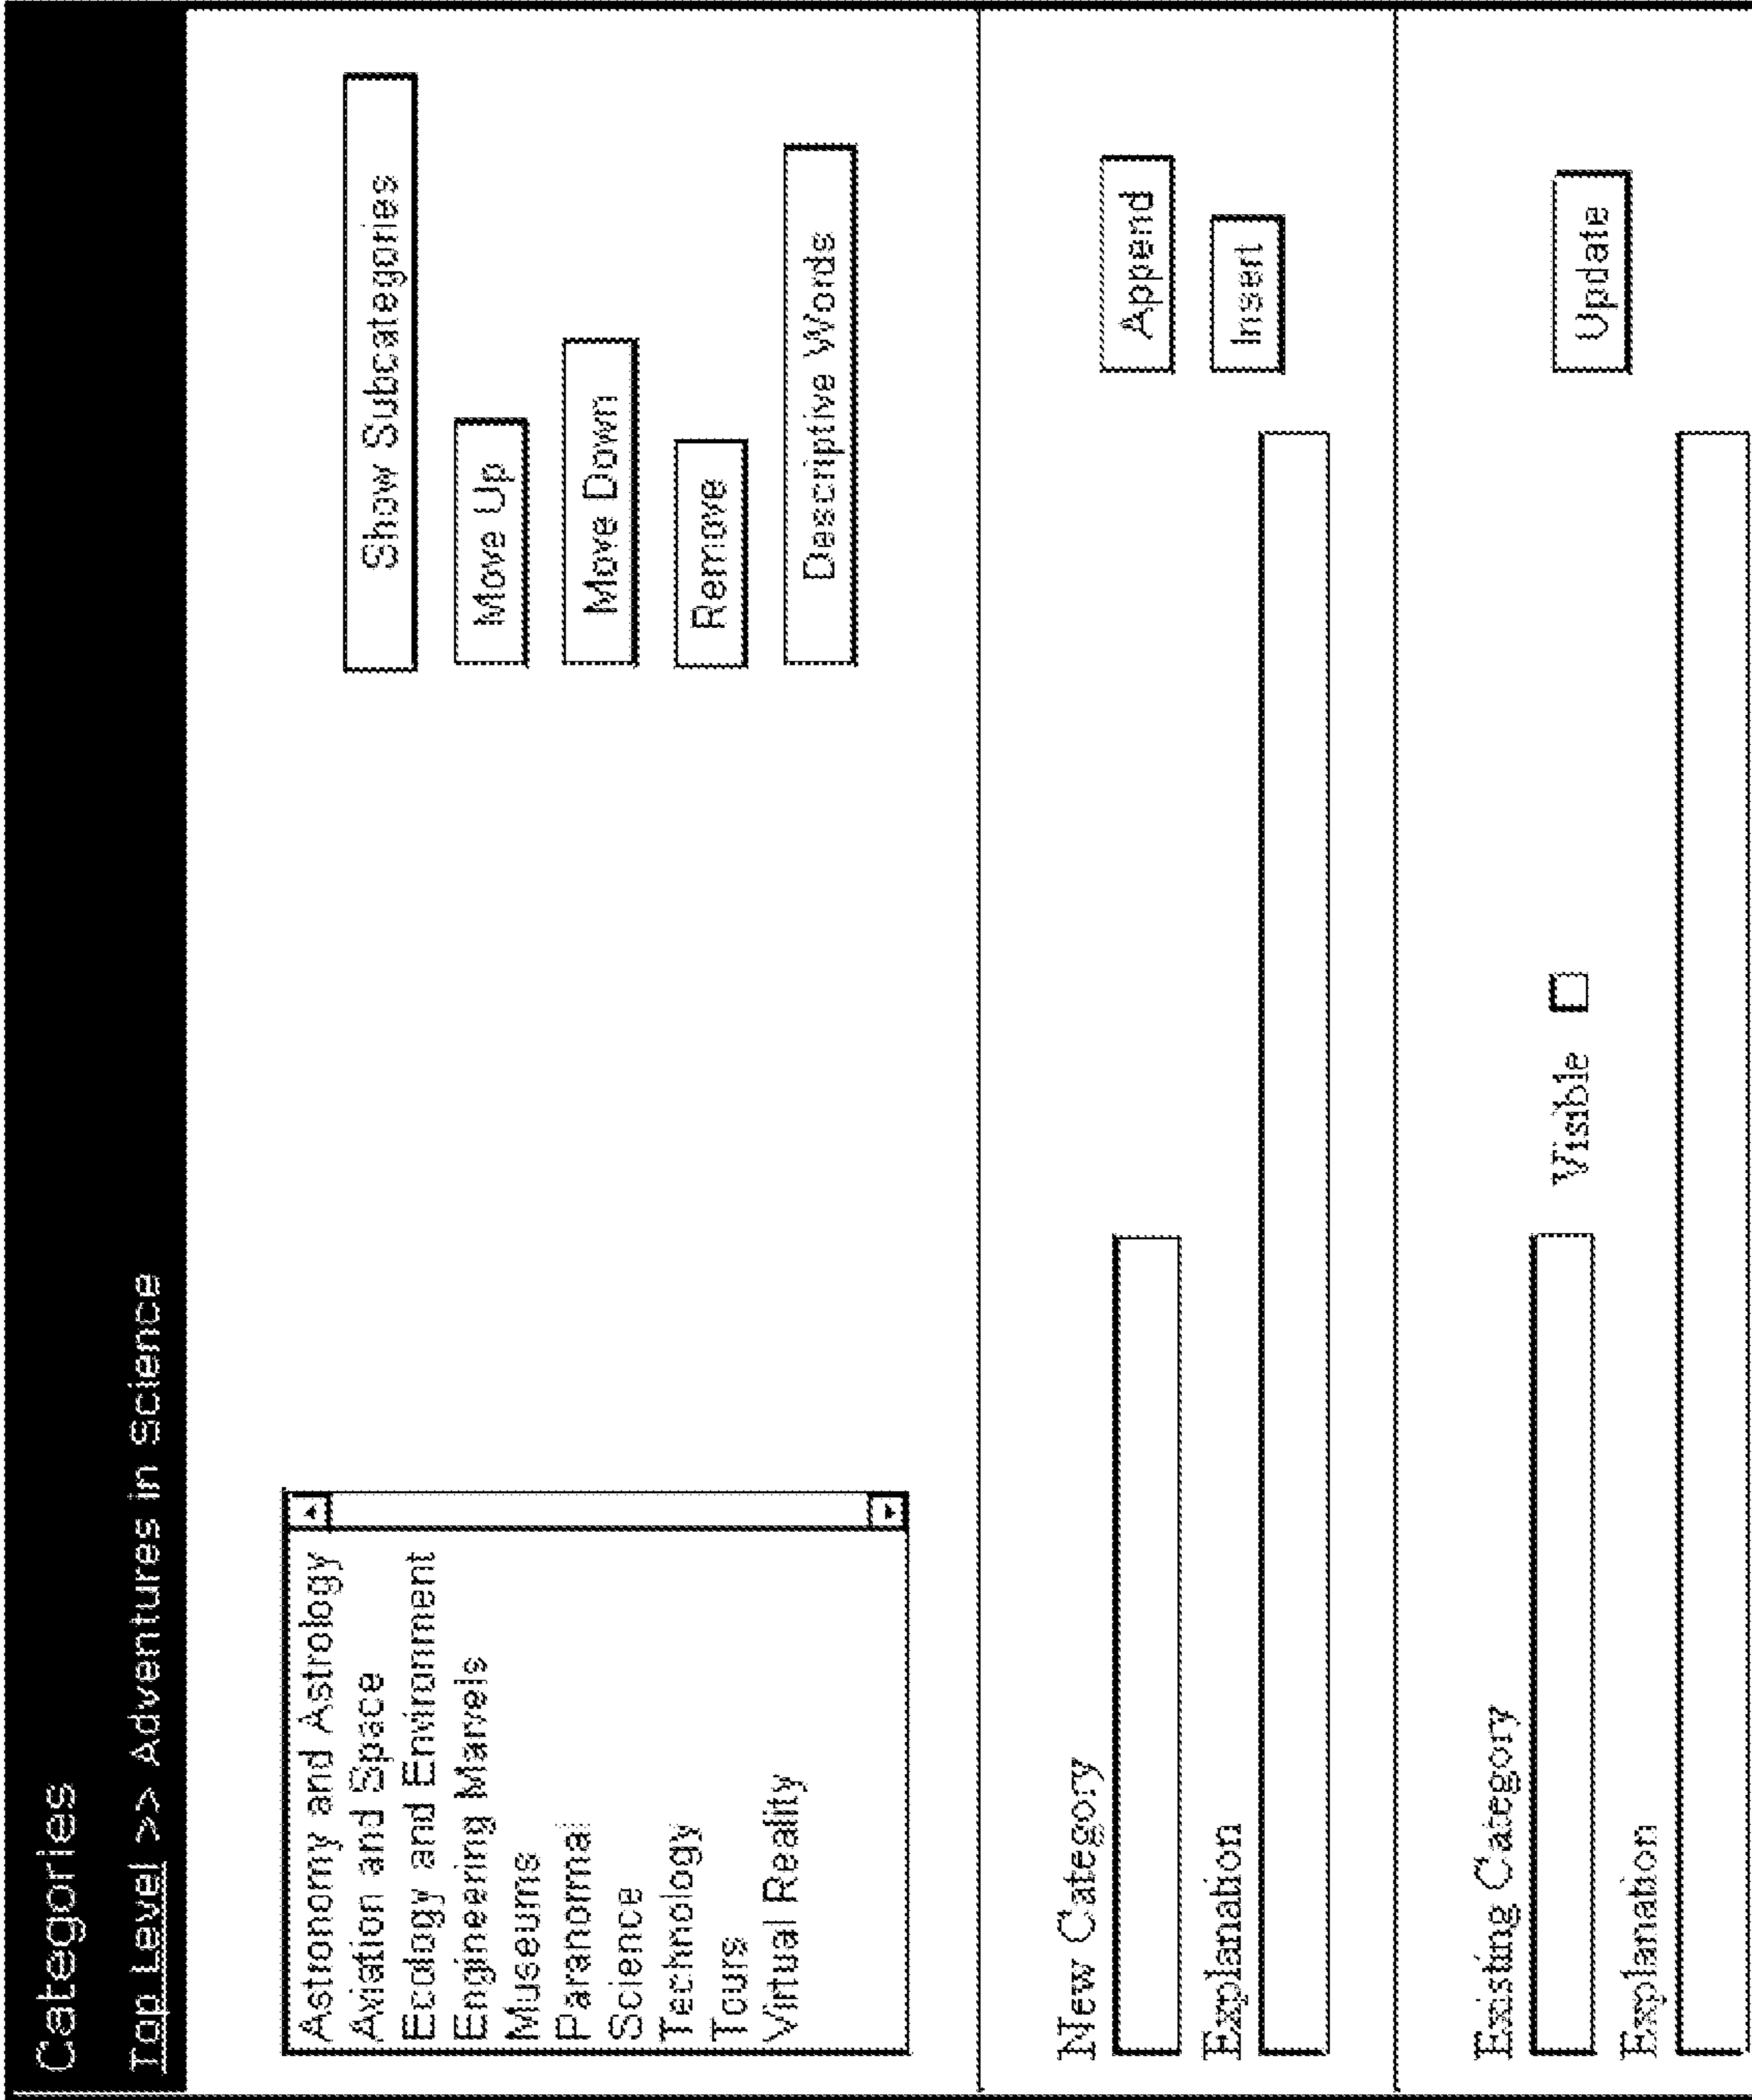 Categories
Top Level >> Adventures in Science
Astronomy and Astrology
Aviation and Space
Ecology and Environment
Engineering Marvels
Museums
Paranormal
Science
Technology
Tours
Virtual Reality
Show Subcategories
Move Up
Move Down
Remove
Descriptive Words
New Category
Append
Explanation
Insert
Existing Category
Visible
Update
Explanation